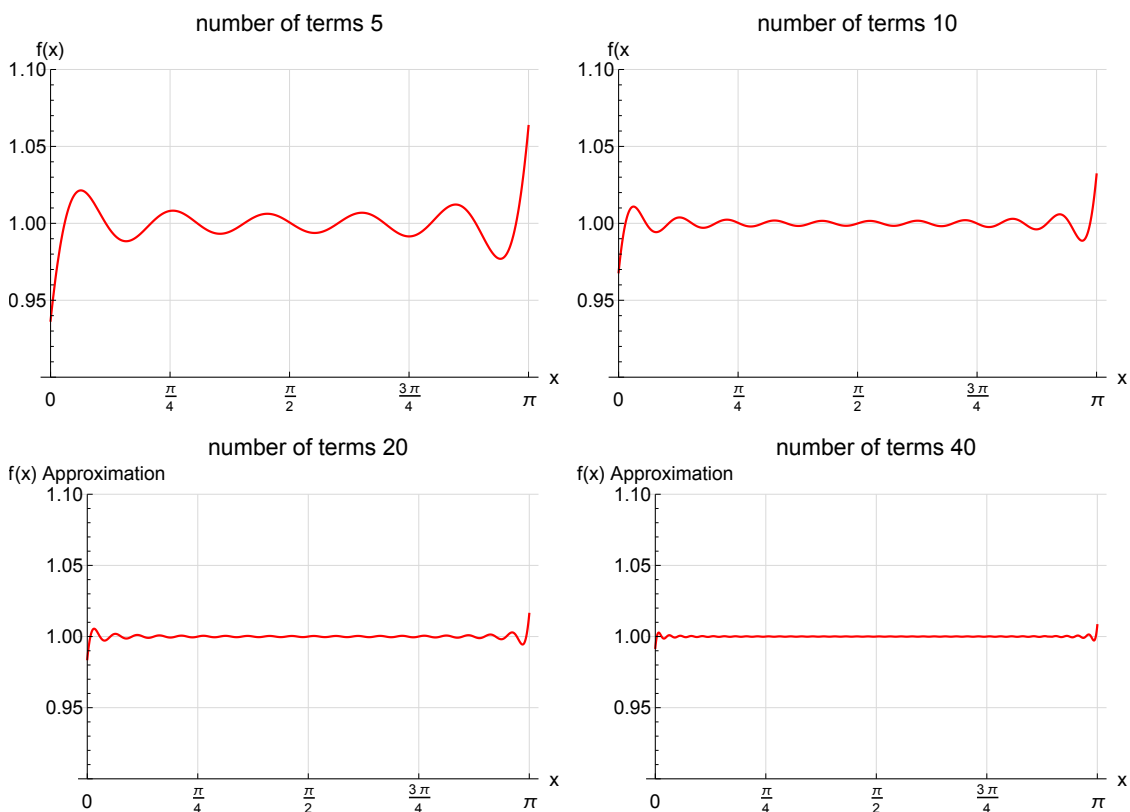 number of terms 5
f(x)
1.10
1.05
1.00
0.95
0 π/4 π/2 3π/4 π x
number of terms 10
f(x
1.10
1.05
1.00
0.95
0 π/4 π/2 3π/4 π x
number of terms 20
f(x) Approximation
1.10
1.05
1.00
0.95
0 π/4 π/2 3π/4 π x
number of terms 40
f(x) Approximation
1.10
1.05
1.00
0.95
0 π/4 π/2 3π/4 π x